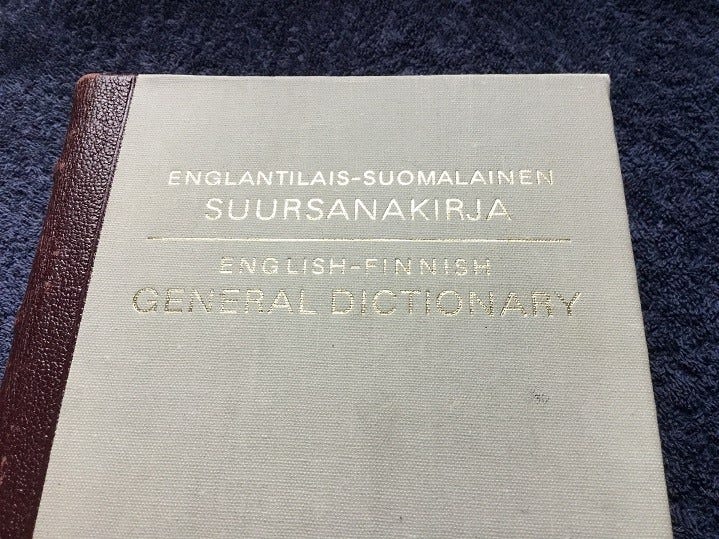 ENGLANTILAIS-SUOMALAINEN
SUURSANAKIRJA
ENGLISH-FINNISH
GENERAL DICTIONARY